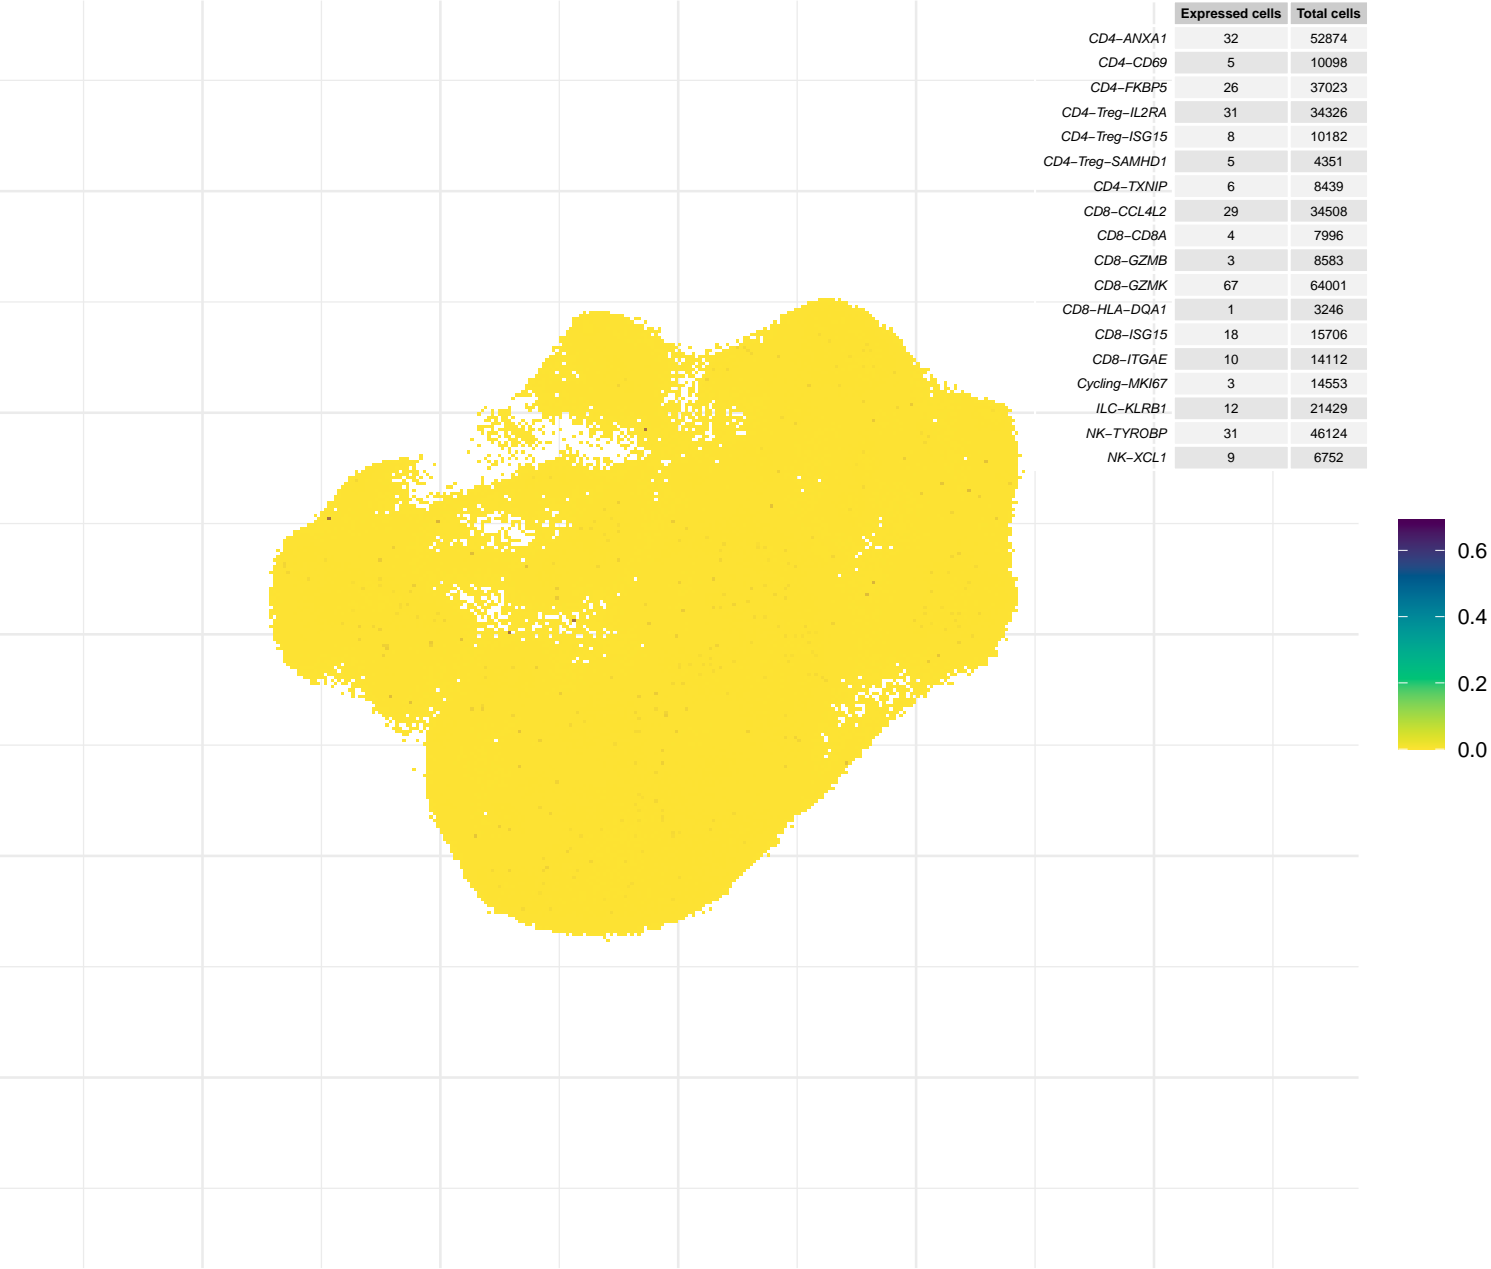 Expressed cells Total cells
CD4−ANXA1 32 52874
CD4−CD69 5 10098
CD4−FKBP5 26 37023
CD4−Treg−IL2RA 31 34326
CD4−Treg−ISG15 8 10182
CD4−Treg−SAMHD1 5 4351
CD4−TXNIP 6 8439
CD8−CCL4L2 29 34508
CD8−CD8A 4 7996
CD8−GZMB 3 8583
CD8−GZMK 67 64001
CD8−HLA−DQA1 1 3246
CD8−ISG15 18 15706
CD8−ITGAE 10 14112
Cycling−MKI67 3 14553
ILC−KLRB1 12 21429
NK−TYROBP 31 46124
NK−XCL1 9 6752
0.6
0.4
0.2
0.0